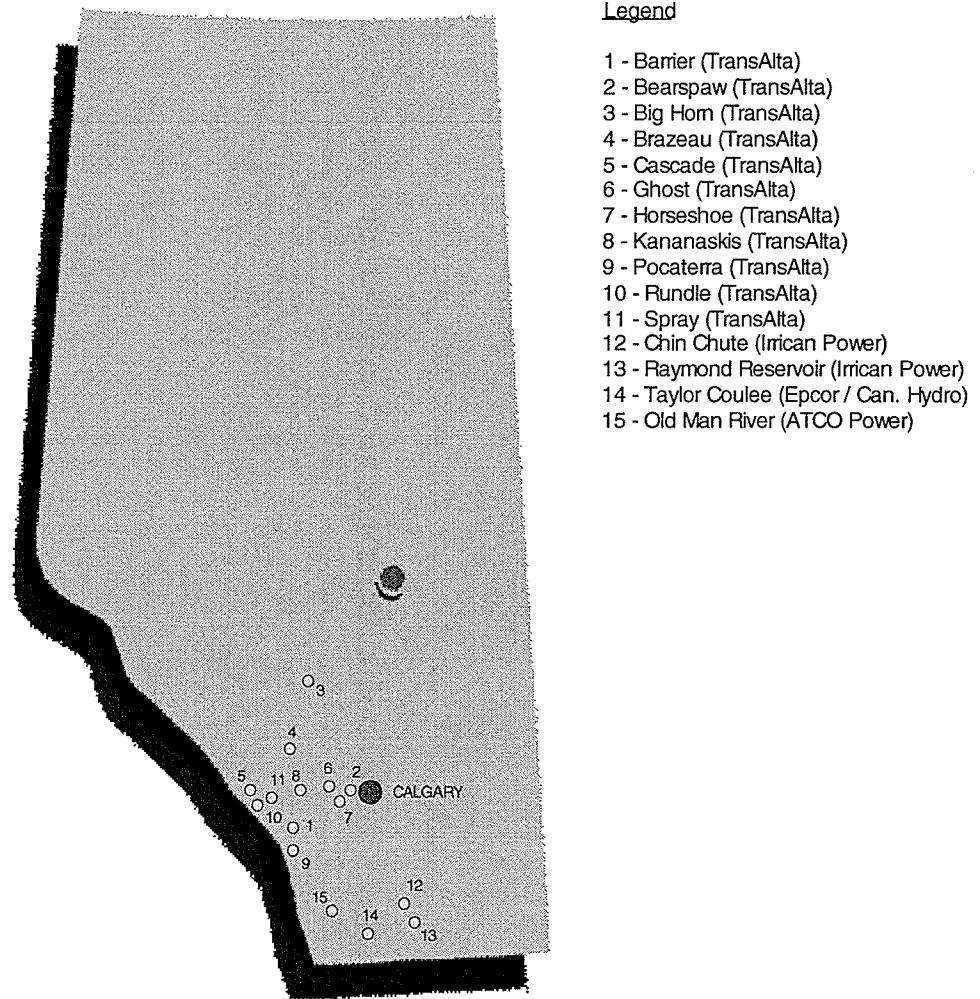 Legend
1 - Barrier (TransAlta)
2 - Bearspaw (TransAlta)
3 - Big Horn (TransAlta)
4 - Brazeau (TransAlta)
5 - Cascade (TransAlta)
6 - Ghost (TransAlta)
7 - Horseshoe (TransAlta)
8 - Kananaskis (TransAlta)
9 - Pocaterra (TransAlta)
10 - Rundle (TransAlta)
11 - Spray (TransAlta)
12 - Chin Chute (Irrican Power)
13 - Raymond Reservoir (Irrican Power)
14 - Taylor Coulee (Epcor / Can. Hydro)
15 - Old Man River (ATCO Power)
3
4
5
11
8
6
2
CALGARY
10
7
1
9
12
15
14
13